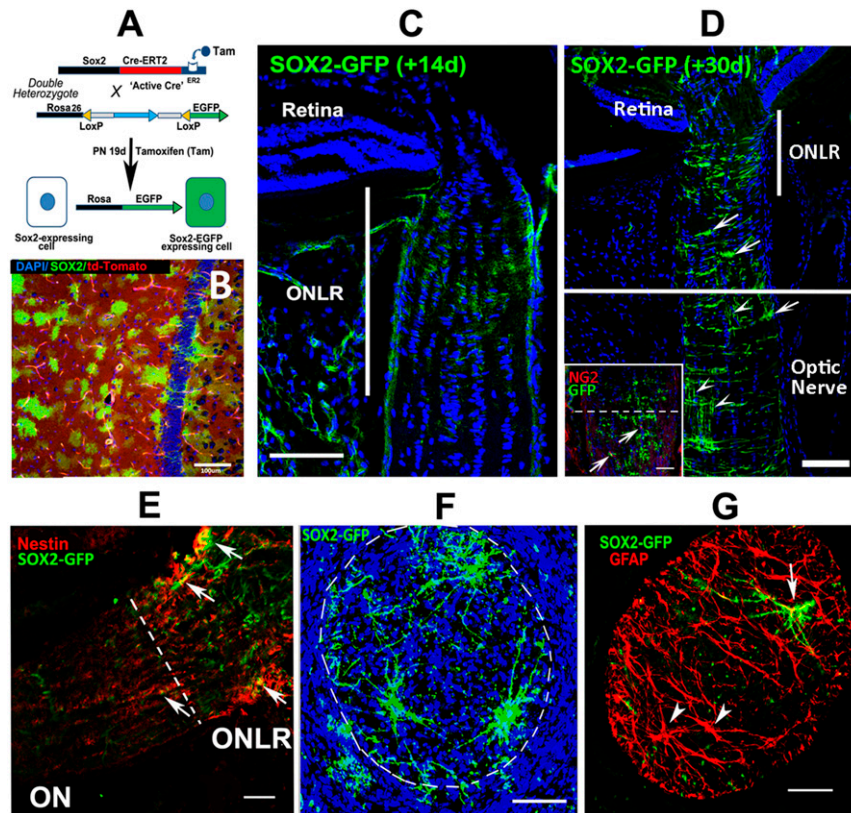 A
Tam
Sox2 Cre-ERT2
ER2
Double
Heterozygote
X 'Active Cre'
Rosa26 EGFP
LoxP LoxP
PN 19d Tamoxifen (Tam)
Rosa EGFP
Sox2-expressing
cell
Sox2-EGFP
expressing cell
B
DAPI/SOX2/td-Tomato
100um
C
SOX2-GFP (+14d)
Retina
ONLR
D
SOX2-GFP (+30d)
Retina
ONLR
Optic
Nerve
NG2
GFP
E
Nestin
SOX2-GFP
ONLR
ON
F
SOX2-GFP
G
SOX2-GFP
GFAP